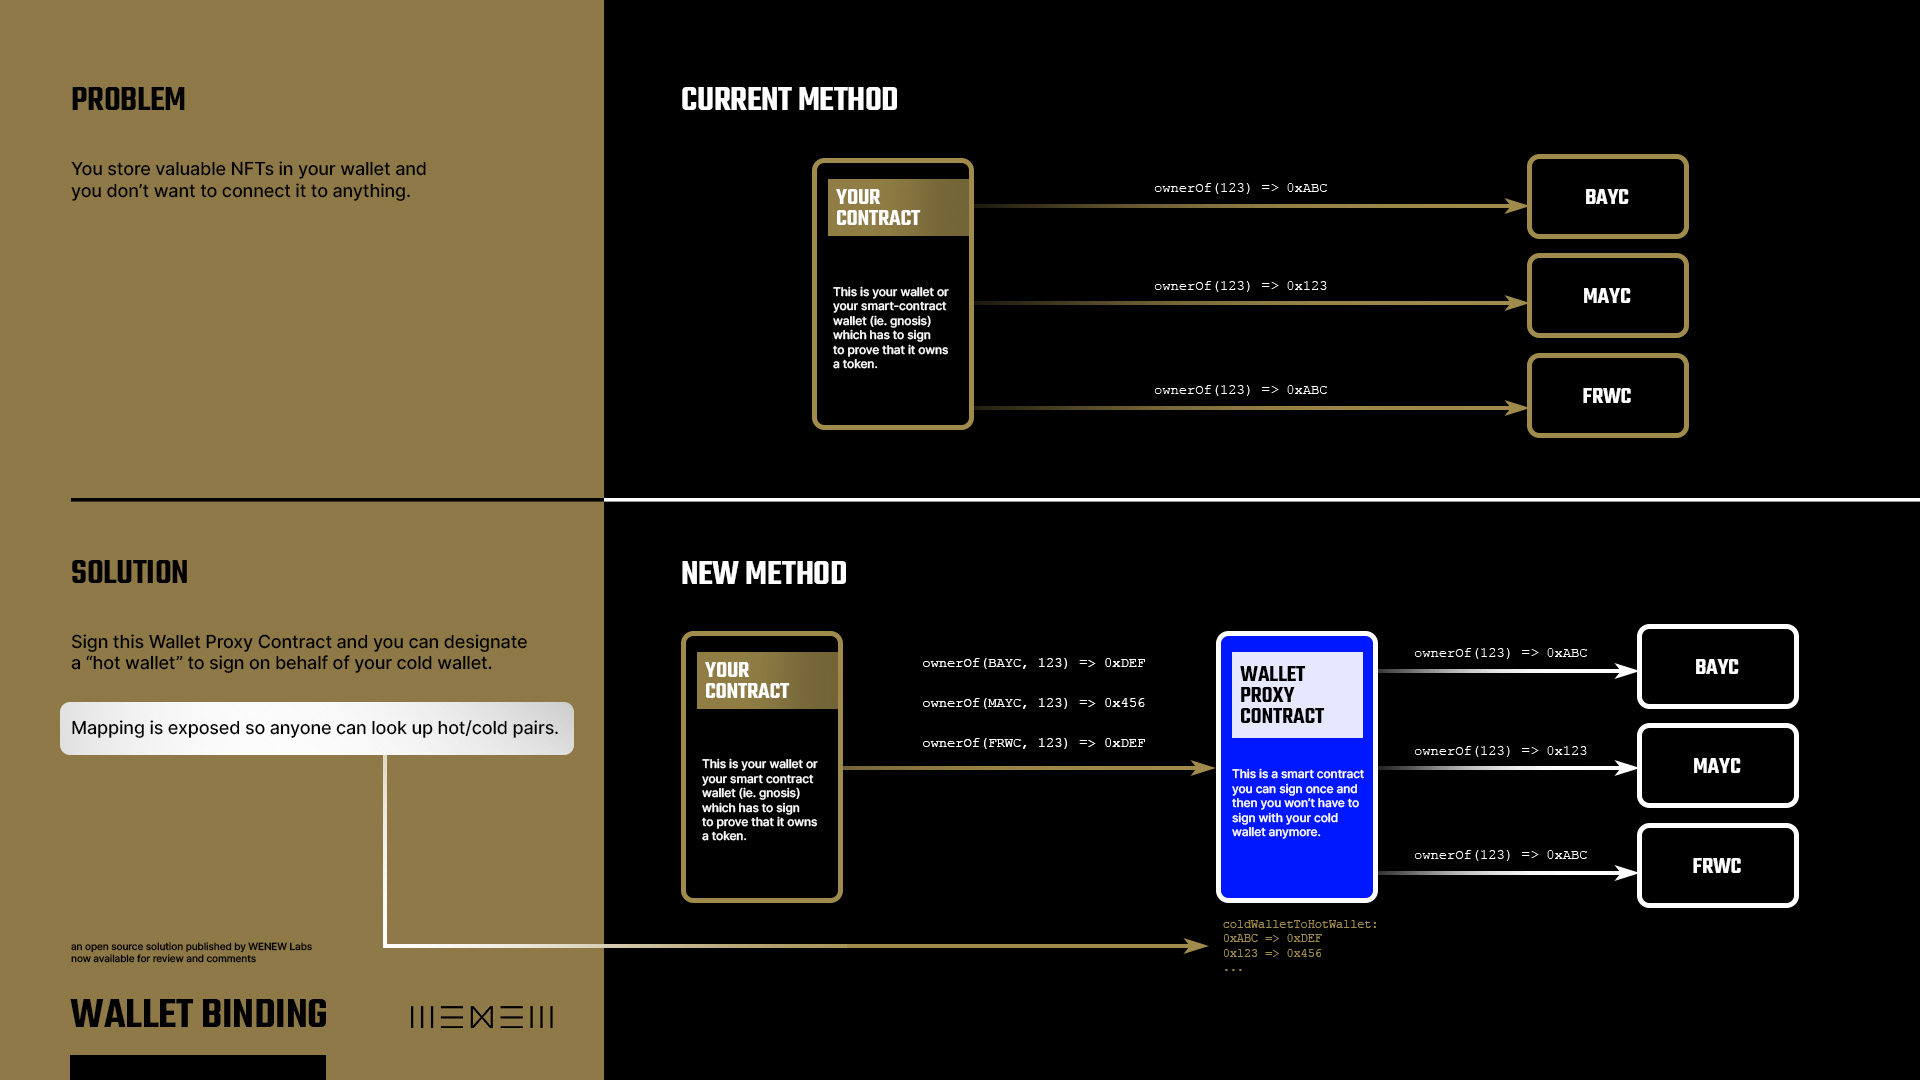 PROBLEM
You store valuable NFTs in your wallet and
you don’t want to connect it to anything.
CURRENT METHOD
YOUR
CONTRACT
This is your wallet or
your smart-contract
wallet (ie. gnosis)
which has to sign
to prove that it owns
a token.
ownerOf(123) => 0xABC
BAYC
ownerOf(123) => 0x123
MAYC
ownerOf(123) => 0xABC
FRWC
SOLUTION
Sign this Wallet Proxy Contract and you can designate
a “hot wallet” to sign on behalf of your cold wallet.
Mapping is exposed so anyone can look up hot/cold pairs.
an open source solution published by WENEW Labs
now available for review and comments
WALLET BINDING
WENEW
NEW METHOD
YOUR
CONTRACT
This is your wallet or
your smart contract
wallet (ie. gnosis)
which has to sign
to prove that it owns
a token.
ownerOf(BAYC, 123) => 0xDEF
ownerOf(MAYC, 123) => 0x456
ownerOf(FRWC, 123) => 0xDEF
WALLET
PROXY
CONTRACT
This is a smart contract
you can sign once and
then you won’t have to
sign with your cold
wallet anymore.
coldWalletToHotWallet:
0xABC => 0xDEF
0x123 => 0x456
...
ownerOf(123) => 0xABC
BAYC
ownerOf(123) => 0x123
MAYC
ownerOf(123) => 0xABC
FRWC